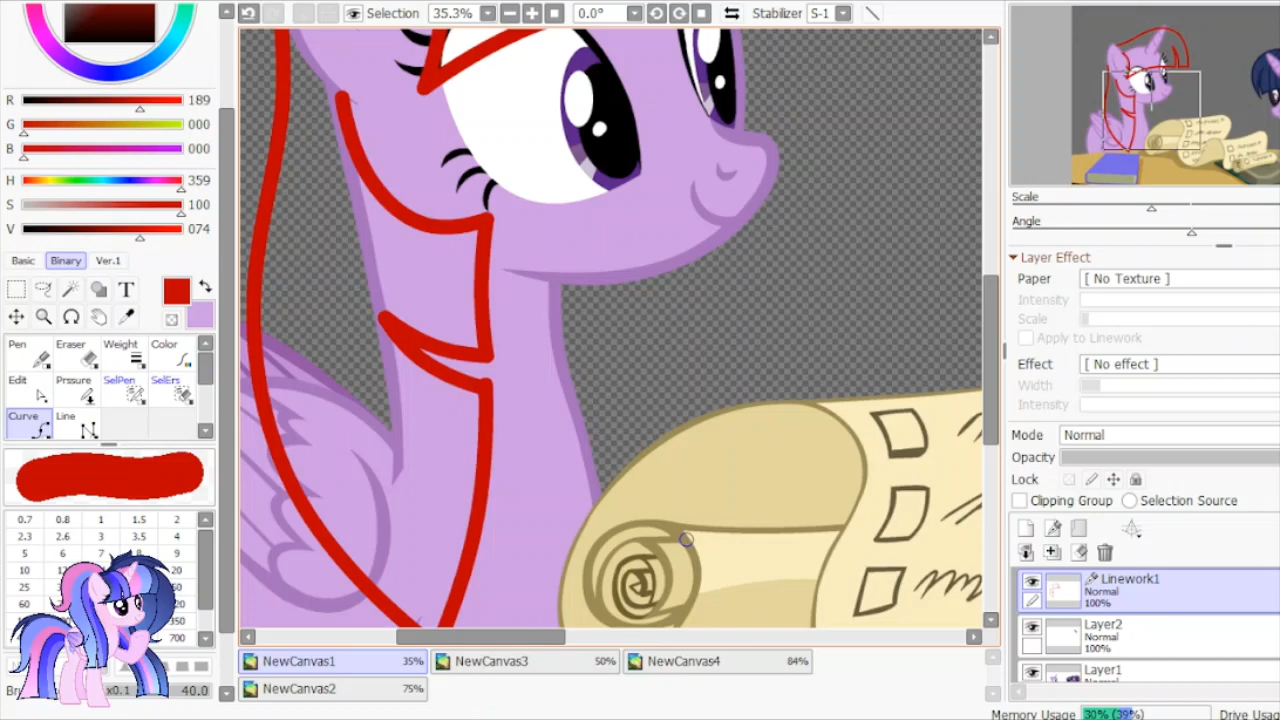 Selection 35.3% 0.0° Stabilizer S-1
R 189
G 000
B 000
H 359
S 100
V 074
Basic Binary Ver.1
T
Pen Eraser Weight Color
Edit Prssure SelPen SelErs
Curve Line
0.7 0.8 1 1.5 2
2.3 2.6 3 3.5 4
5 6 7 8 9
10
25
60
350
700
x0.1 40.0
NewCanvas1 35% NewCanvas3 50% NewCanvas4 84%
NewCanvas2 75%
Scale
Angle
Layer Effect
Paper [ No Texture ]
Intensity
Scale
Apply to Linework
Effect [ No effect ]
Width
Intensity
Mode Normal
Opacity
Lock
Clipping Group Selection Source
Linework1
Normal
100%
Layer2
Normal
100%
Layer1
Memory Usage 30% (39%) Drive Usa